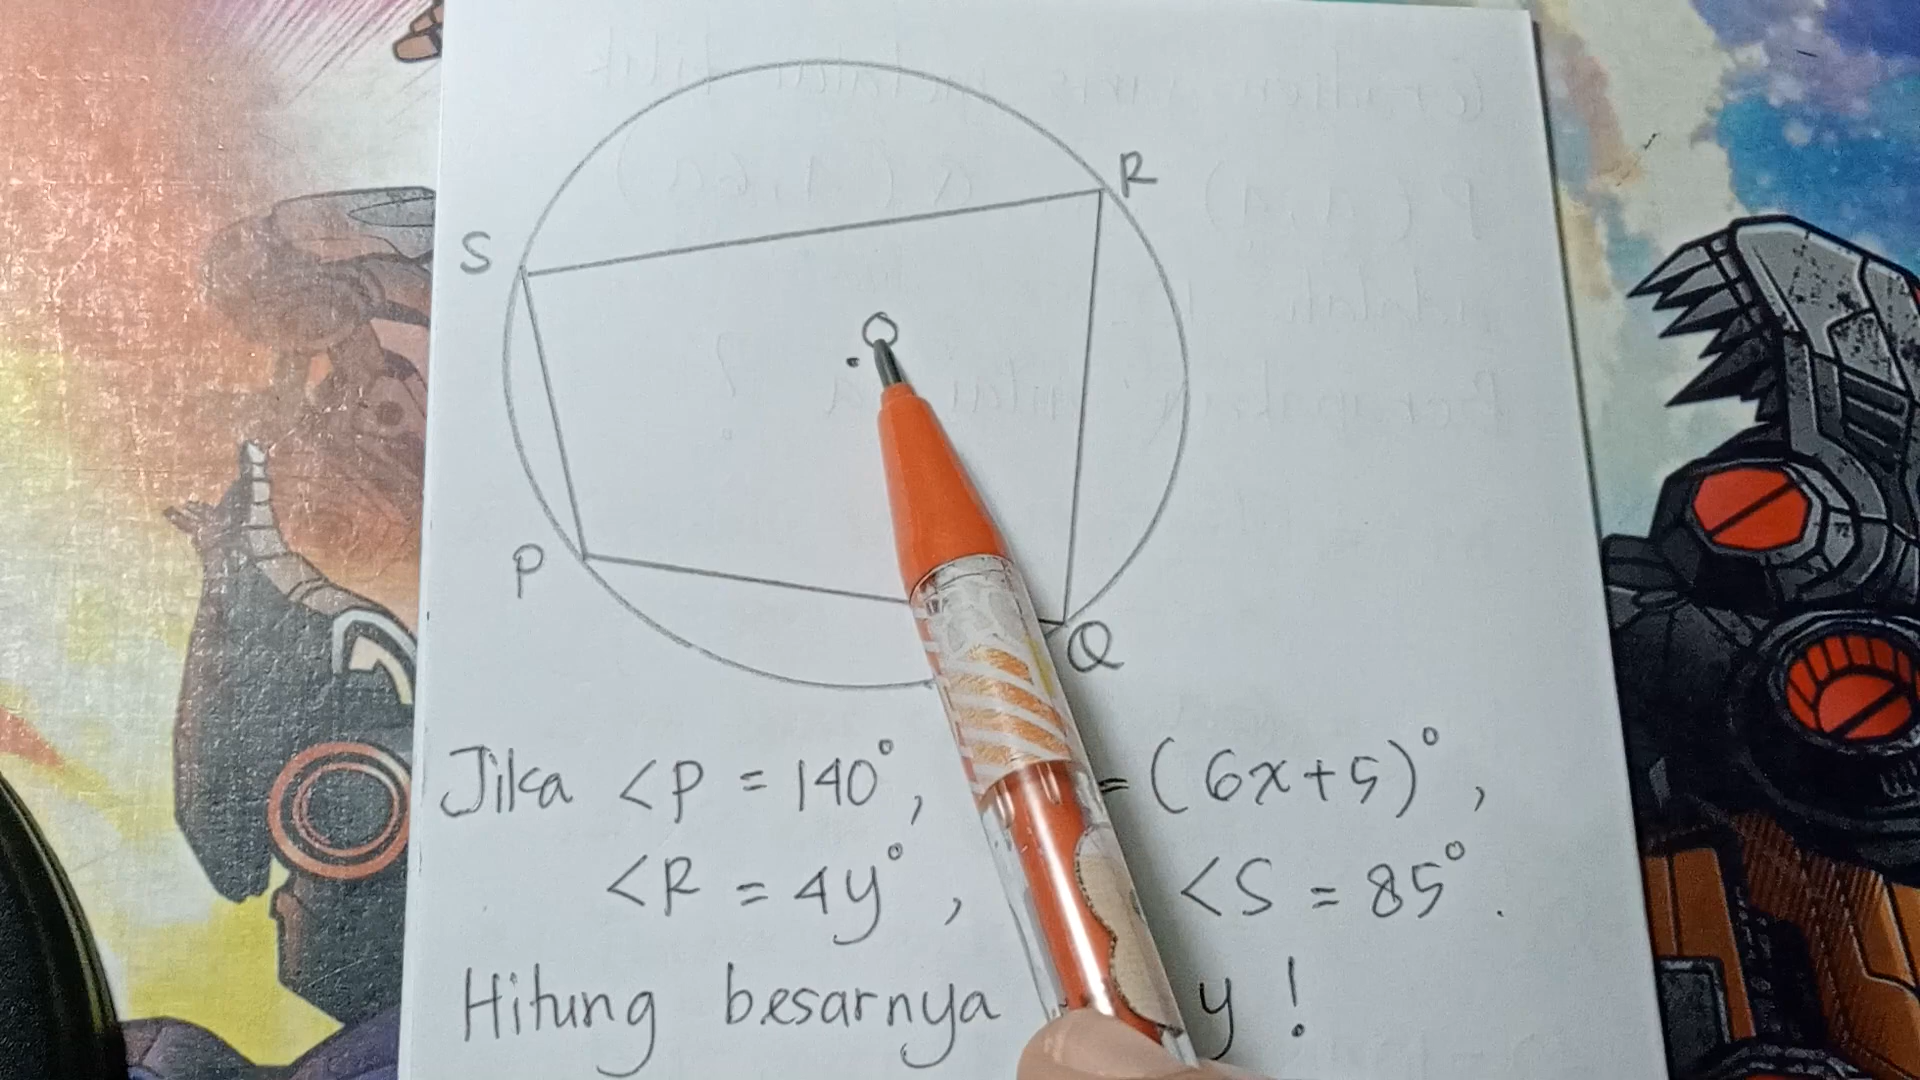 R
S
O
P
Q
Jika <P = 140°, = (6x+5)°,
<R = 4y°, <S = 85°.
Hitung besarnya y!